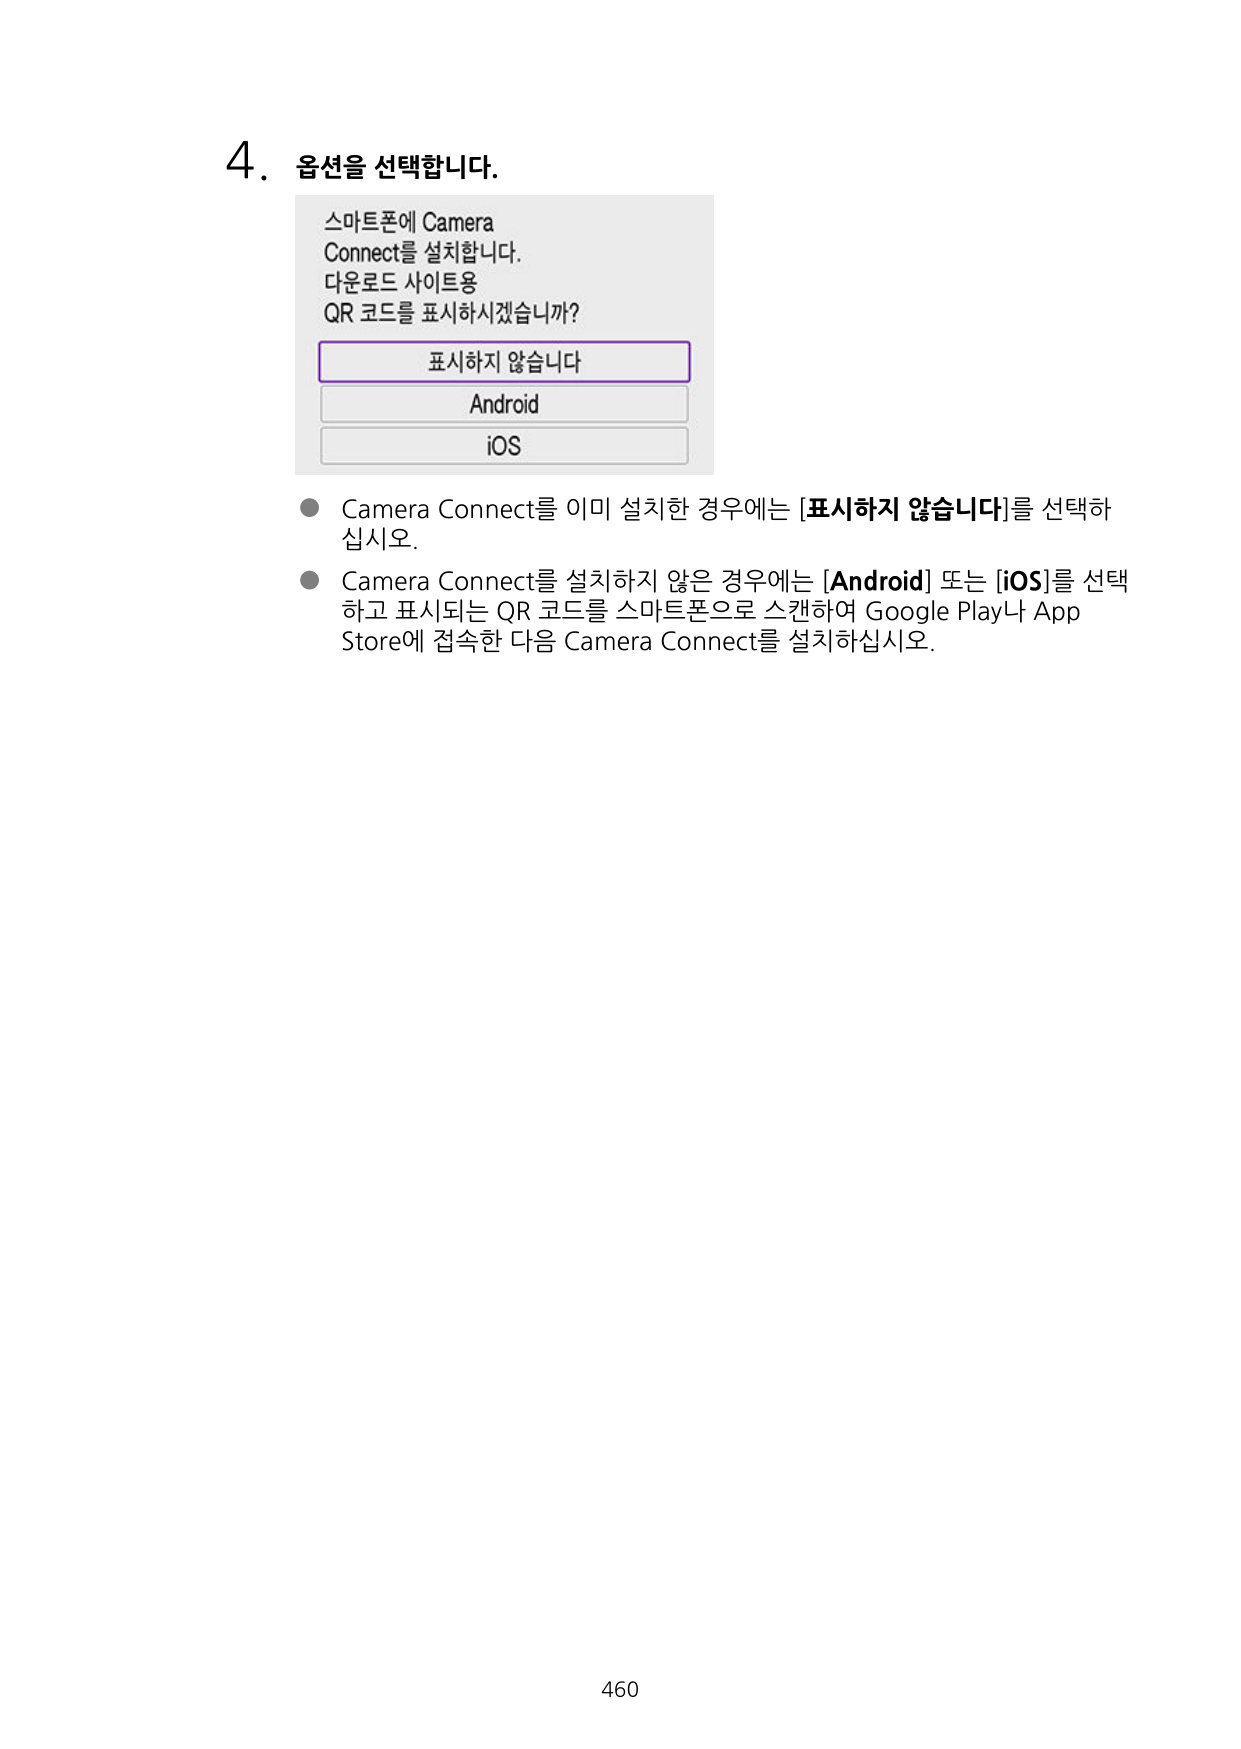 4. 옵션을 선택합니다.
스마트폰에 Camera
Connect를 설치합니다.
다운로드 사이트용
QR 코드를 표시하시겠습니까?
표시하지 않습니다
Android
iOS
● Camera Connect를 이미 설치한 경우에는 [표시하지 않습니다]를 선택하
십시오.
● Camera Connect를 설치하지 않은 경우에는 [Android] 또는 [iOS]를 선택
하고 표시되는 QR 코드를 스마트폰으로 스캔하여 Google Play나 App
Store에 접속한 다음 Camera Connect를 설치하십시오.
460